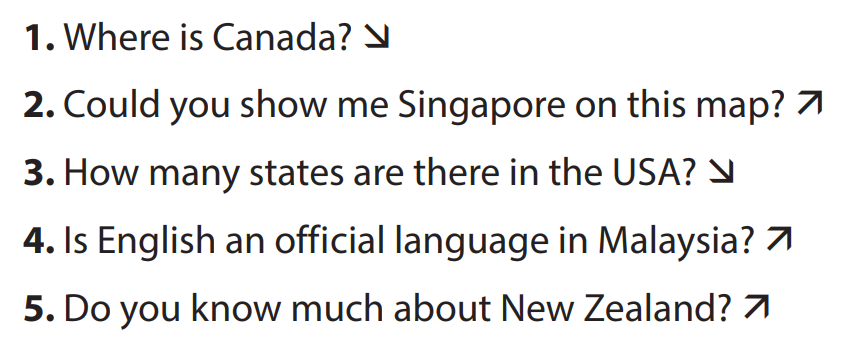 1. Where is Canada? ↘
2. Could you show me Singapore on this map? ↗
3. How many states are there in the USA? ↘
4. Is English an official language in Malaysia? ↗
5. Do you know much about New Zealand? ↗